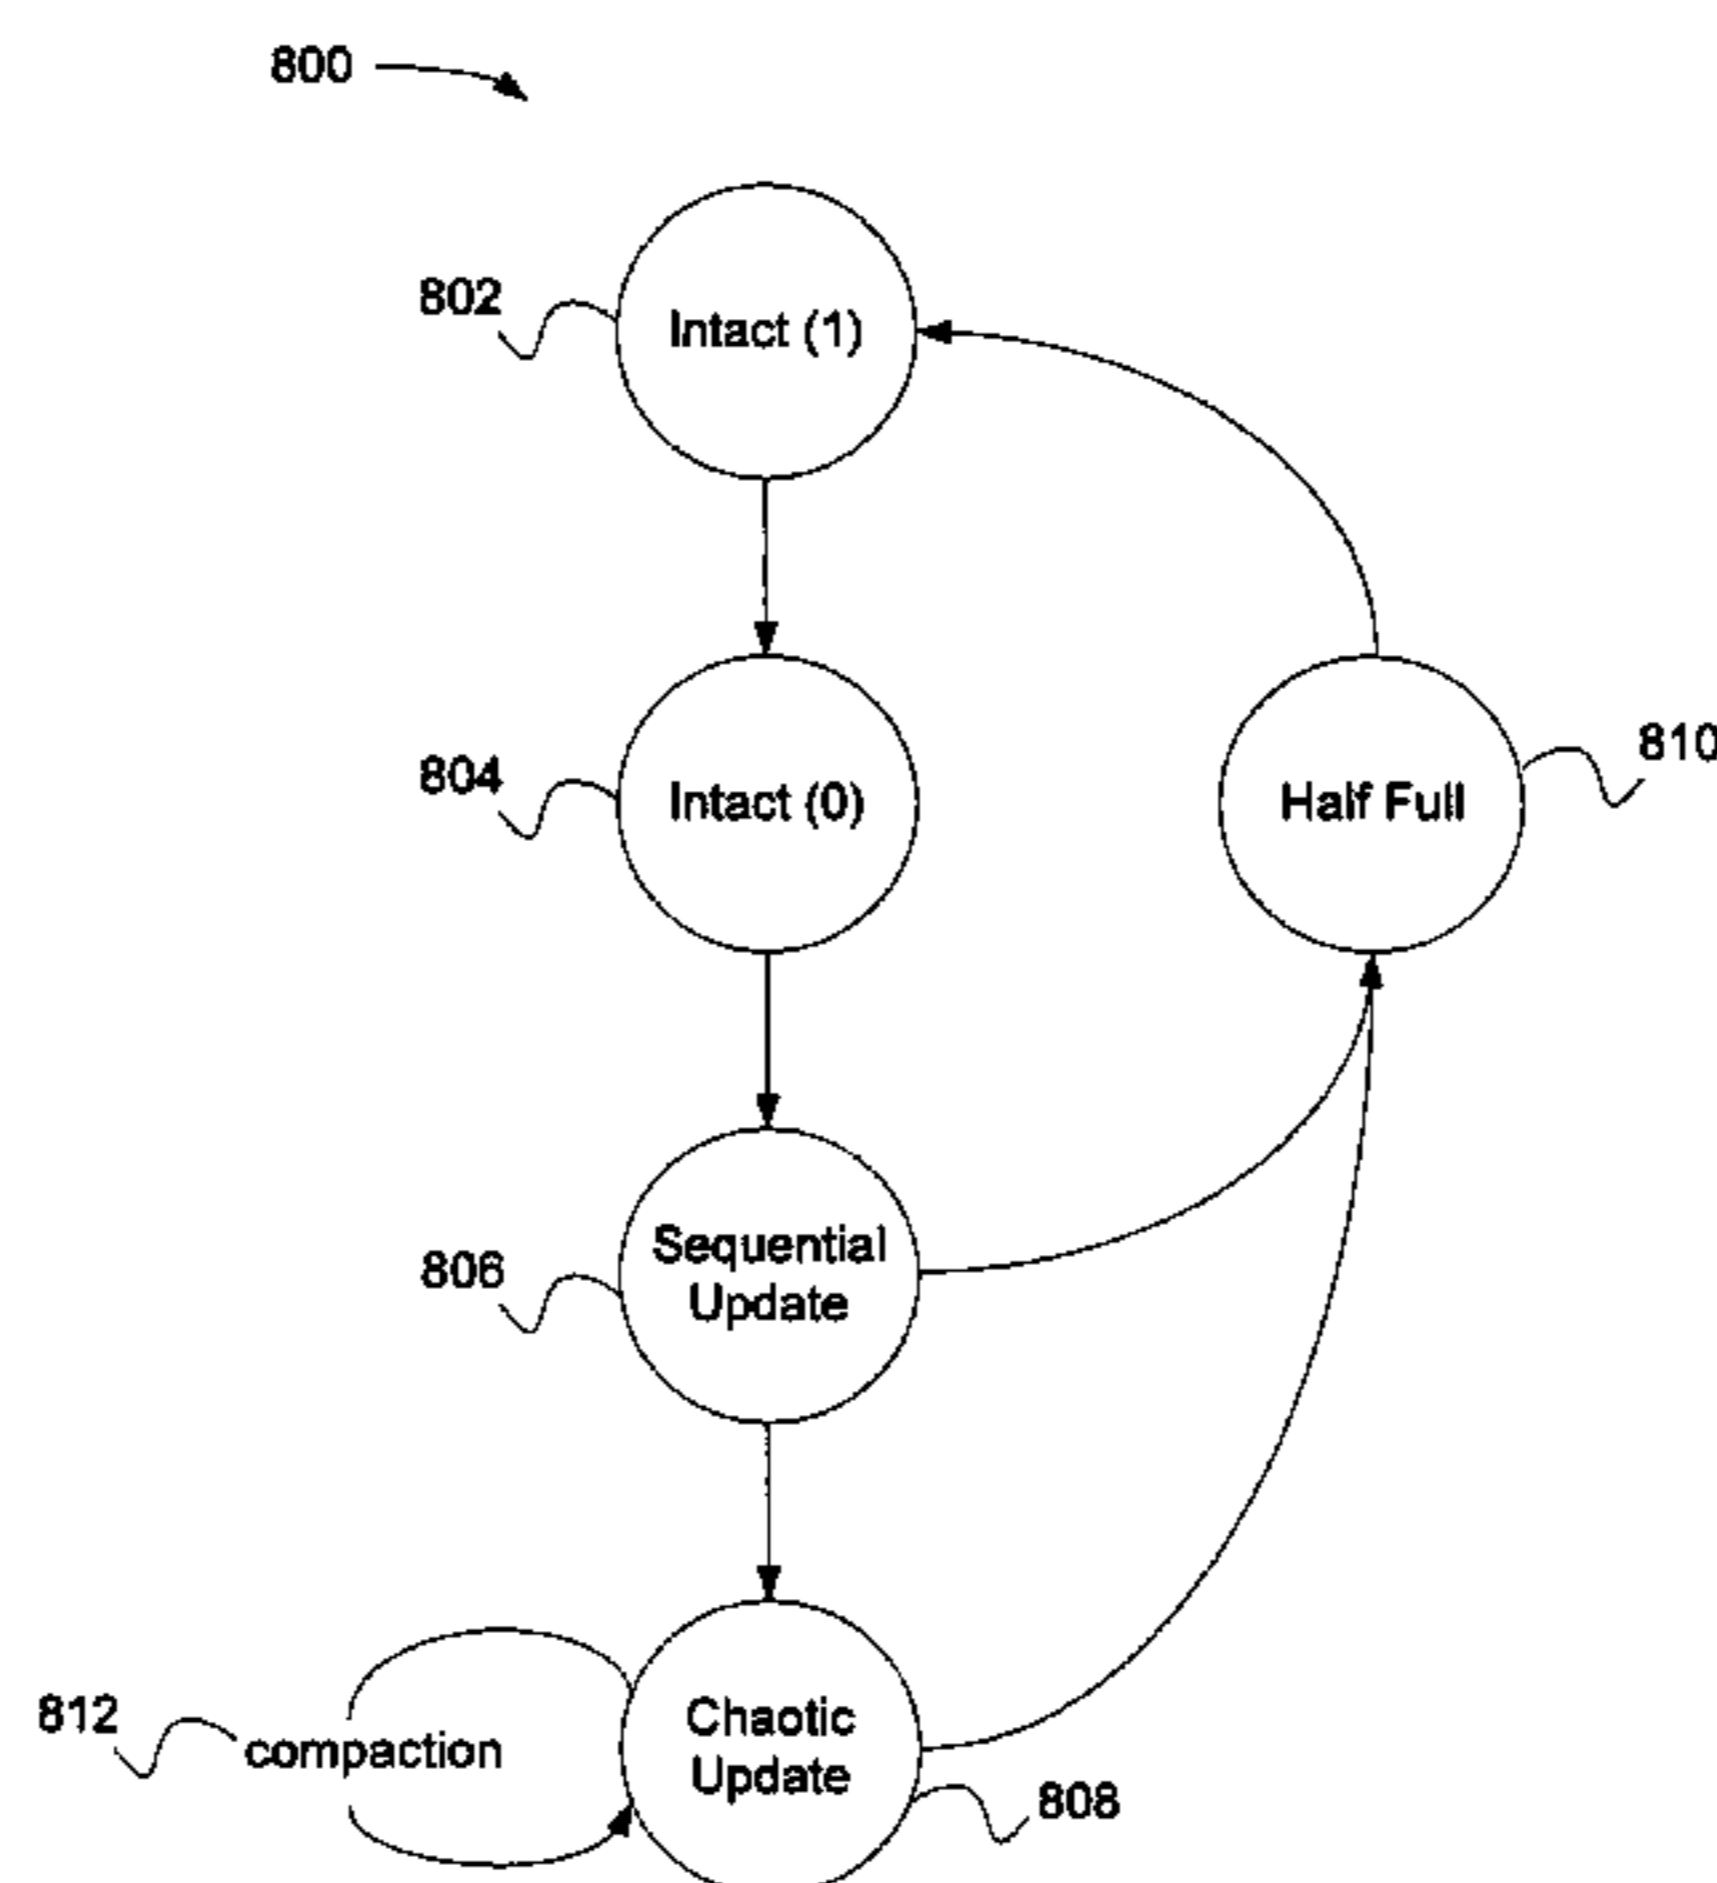 800
802
Intact (1)
804
Intact (0)
Half Full
810
806
Sequential
Update
812
compaction
Chaotic
Update
808